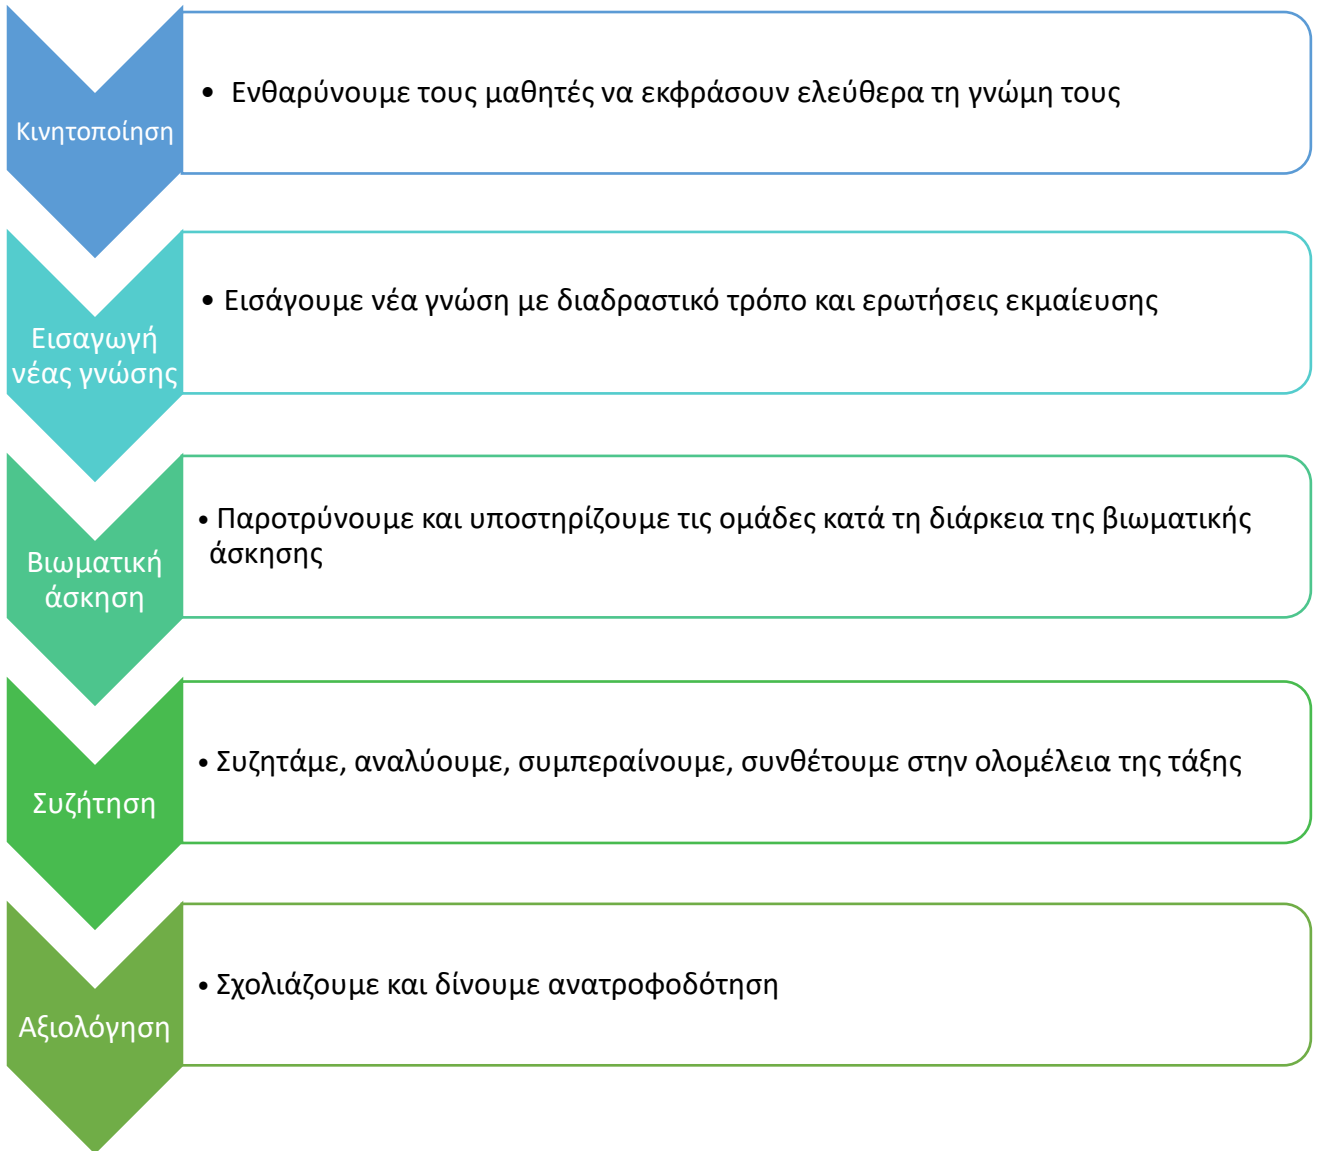 Κινητοποίηση
• Ενθαρύνουμε τους μαθητές να εκφράσουν ελεύθερα τη γνώμη τους
Εισαγωγή
νέας γνώσης
• Εισάγουμε νέα γνώση με διαδραστικό τρόπο και ερωτήσεις εκμαίευσης
Βιωματική
άσκηση
• Παροτρύνουμε και υποστηρίζουμε τις ομάδες κατά τη διάρκεια της βιωματικής
άσκησης
Συζήτηση
• Συζητάμε, αναλύουμε, συμπεραίνουμε, συνθέτουμε στην ολομέλεια της τάξης
Αξιολόγηση
• Σχολιάζουμε και δίνουμε ανατροφοδότηση